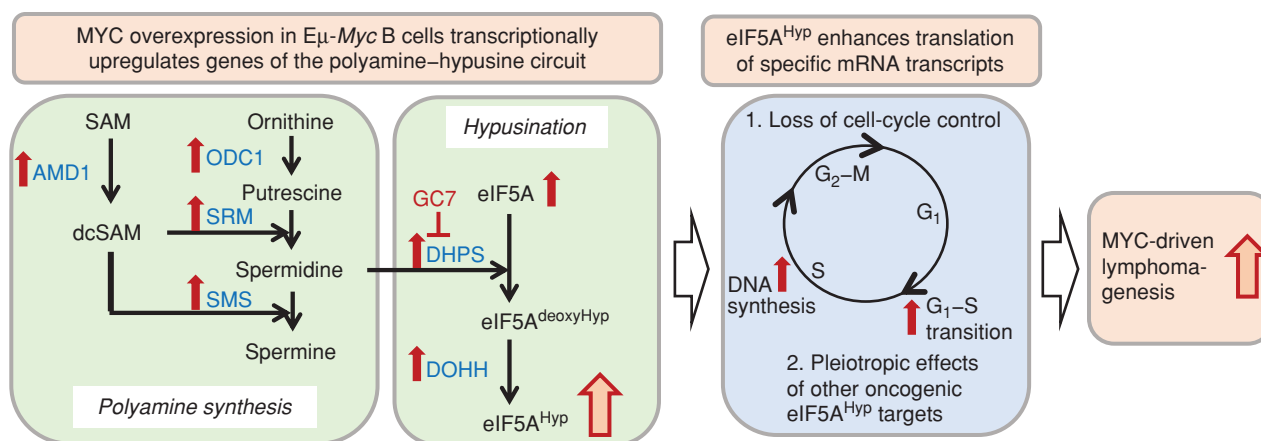 MYC overexpression in Eμ-Myc B cells transcriptionally
upregulates genes of the polyamine–hypusine circuit
SAM
Ornithine
AMD1
ODC1
Putrescine
SRM
dcSAM
Spermidine
SMS
Spermine
Polyamine synthesis
Hypusination
GC7
eIF5A
DHPS
eIF5AdeoxyHyp
DOHH
eIF5AHyp
eIF5AHyp enhances translation
of specific mRNA transcripts
1. Loss of cell-cycle control
G2–M
G1
S
DNA
synthesis
G1–S
transition
2. Pleiotropic effects
of other oncogenic
eIF5AHyp targets
MYC-driven
lymphoma-
genesis